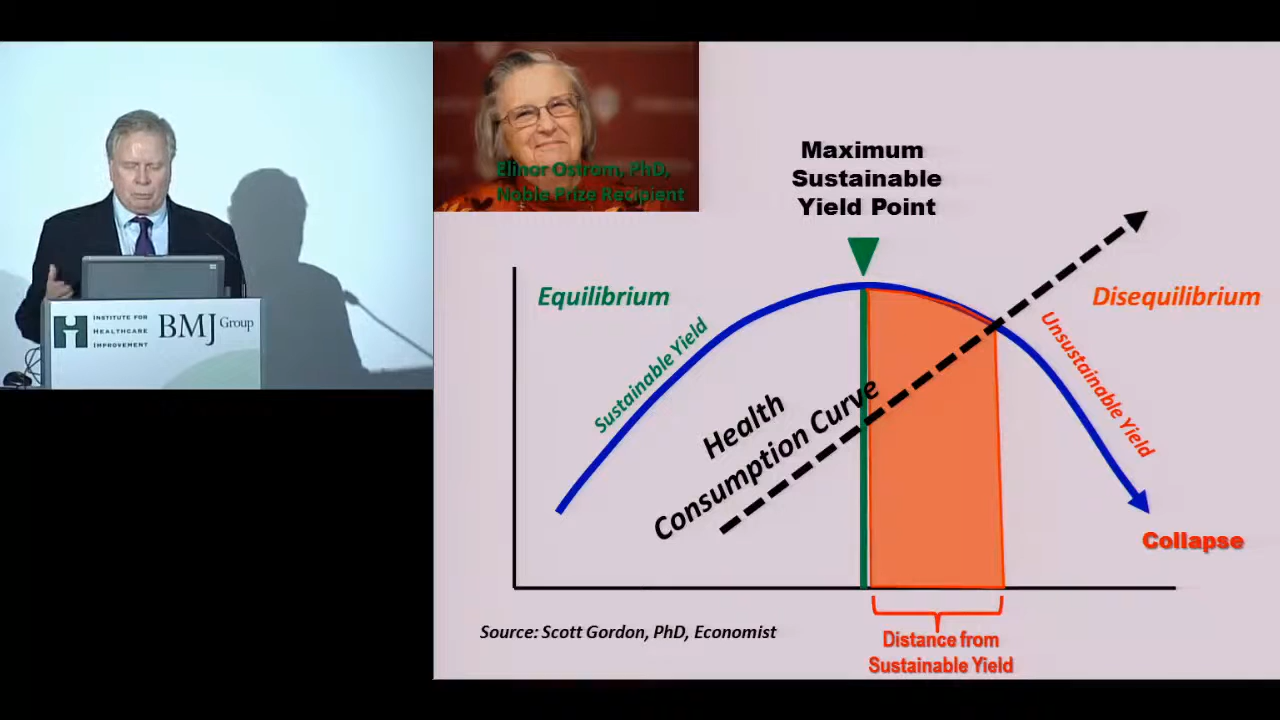 Elinor Ostrom, PhD,
Noble Prize Recipient
Maximum
Sustainable
Yield Point
Equilibrium
Disequilibrium
Sustainable Yield
Unsustainable Yield
Health
Consumption Curve
Collapse
Source: Scott Gordon, PhD, Economist
Distance from
Sustainable Yield
INSTITUTE FOR
HEALTHCARE
IMPROVEMENT
BMJ Group